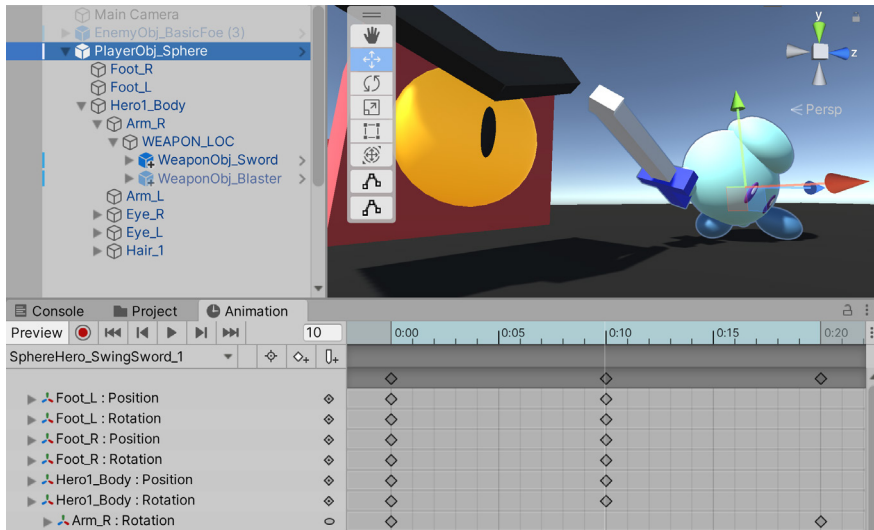 Main Camera
EnemyObj_BasicFoe (3)
PlayerObj_Sphere
Foot_R
Foot_L
Hero1_Body
Arm_R
WEAPON_LOC
WeaponObj_Sword
WeaponObj_Blaster
Arm_L
Eye_R
Eye_L
Hair_1
y
z
Persp
Console Project Animation
Preview 10 0:00 0:05 0:10 0:15 0:20
SphereHero_SwingSword_1
Foot_L : Position
Foot_L : Rotation
Foot_R : Position
Foot_R : Rotation
Hero1_Body : Position
Hero1_Body : Rotation
Arm_R : Rotation